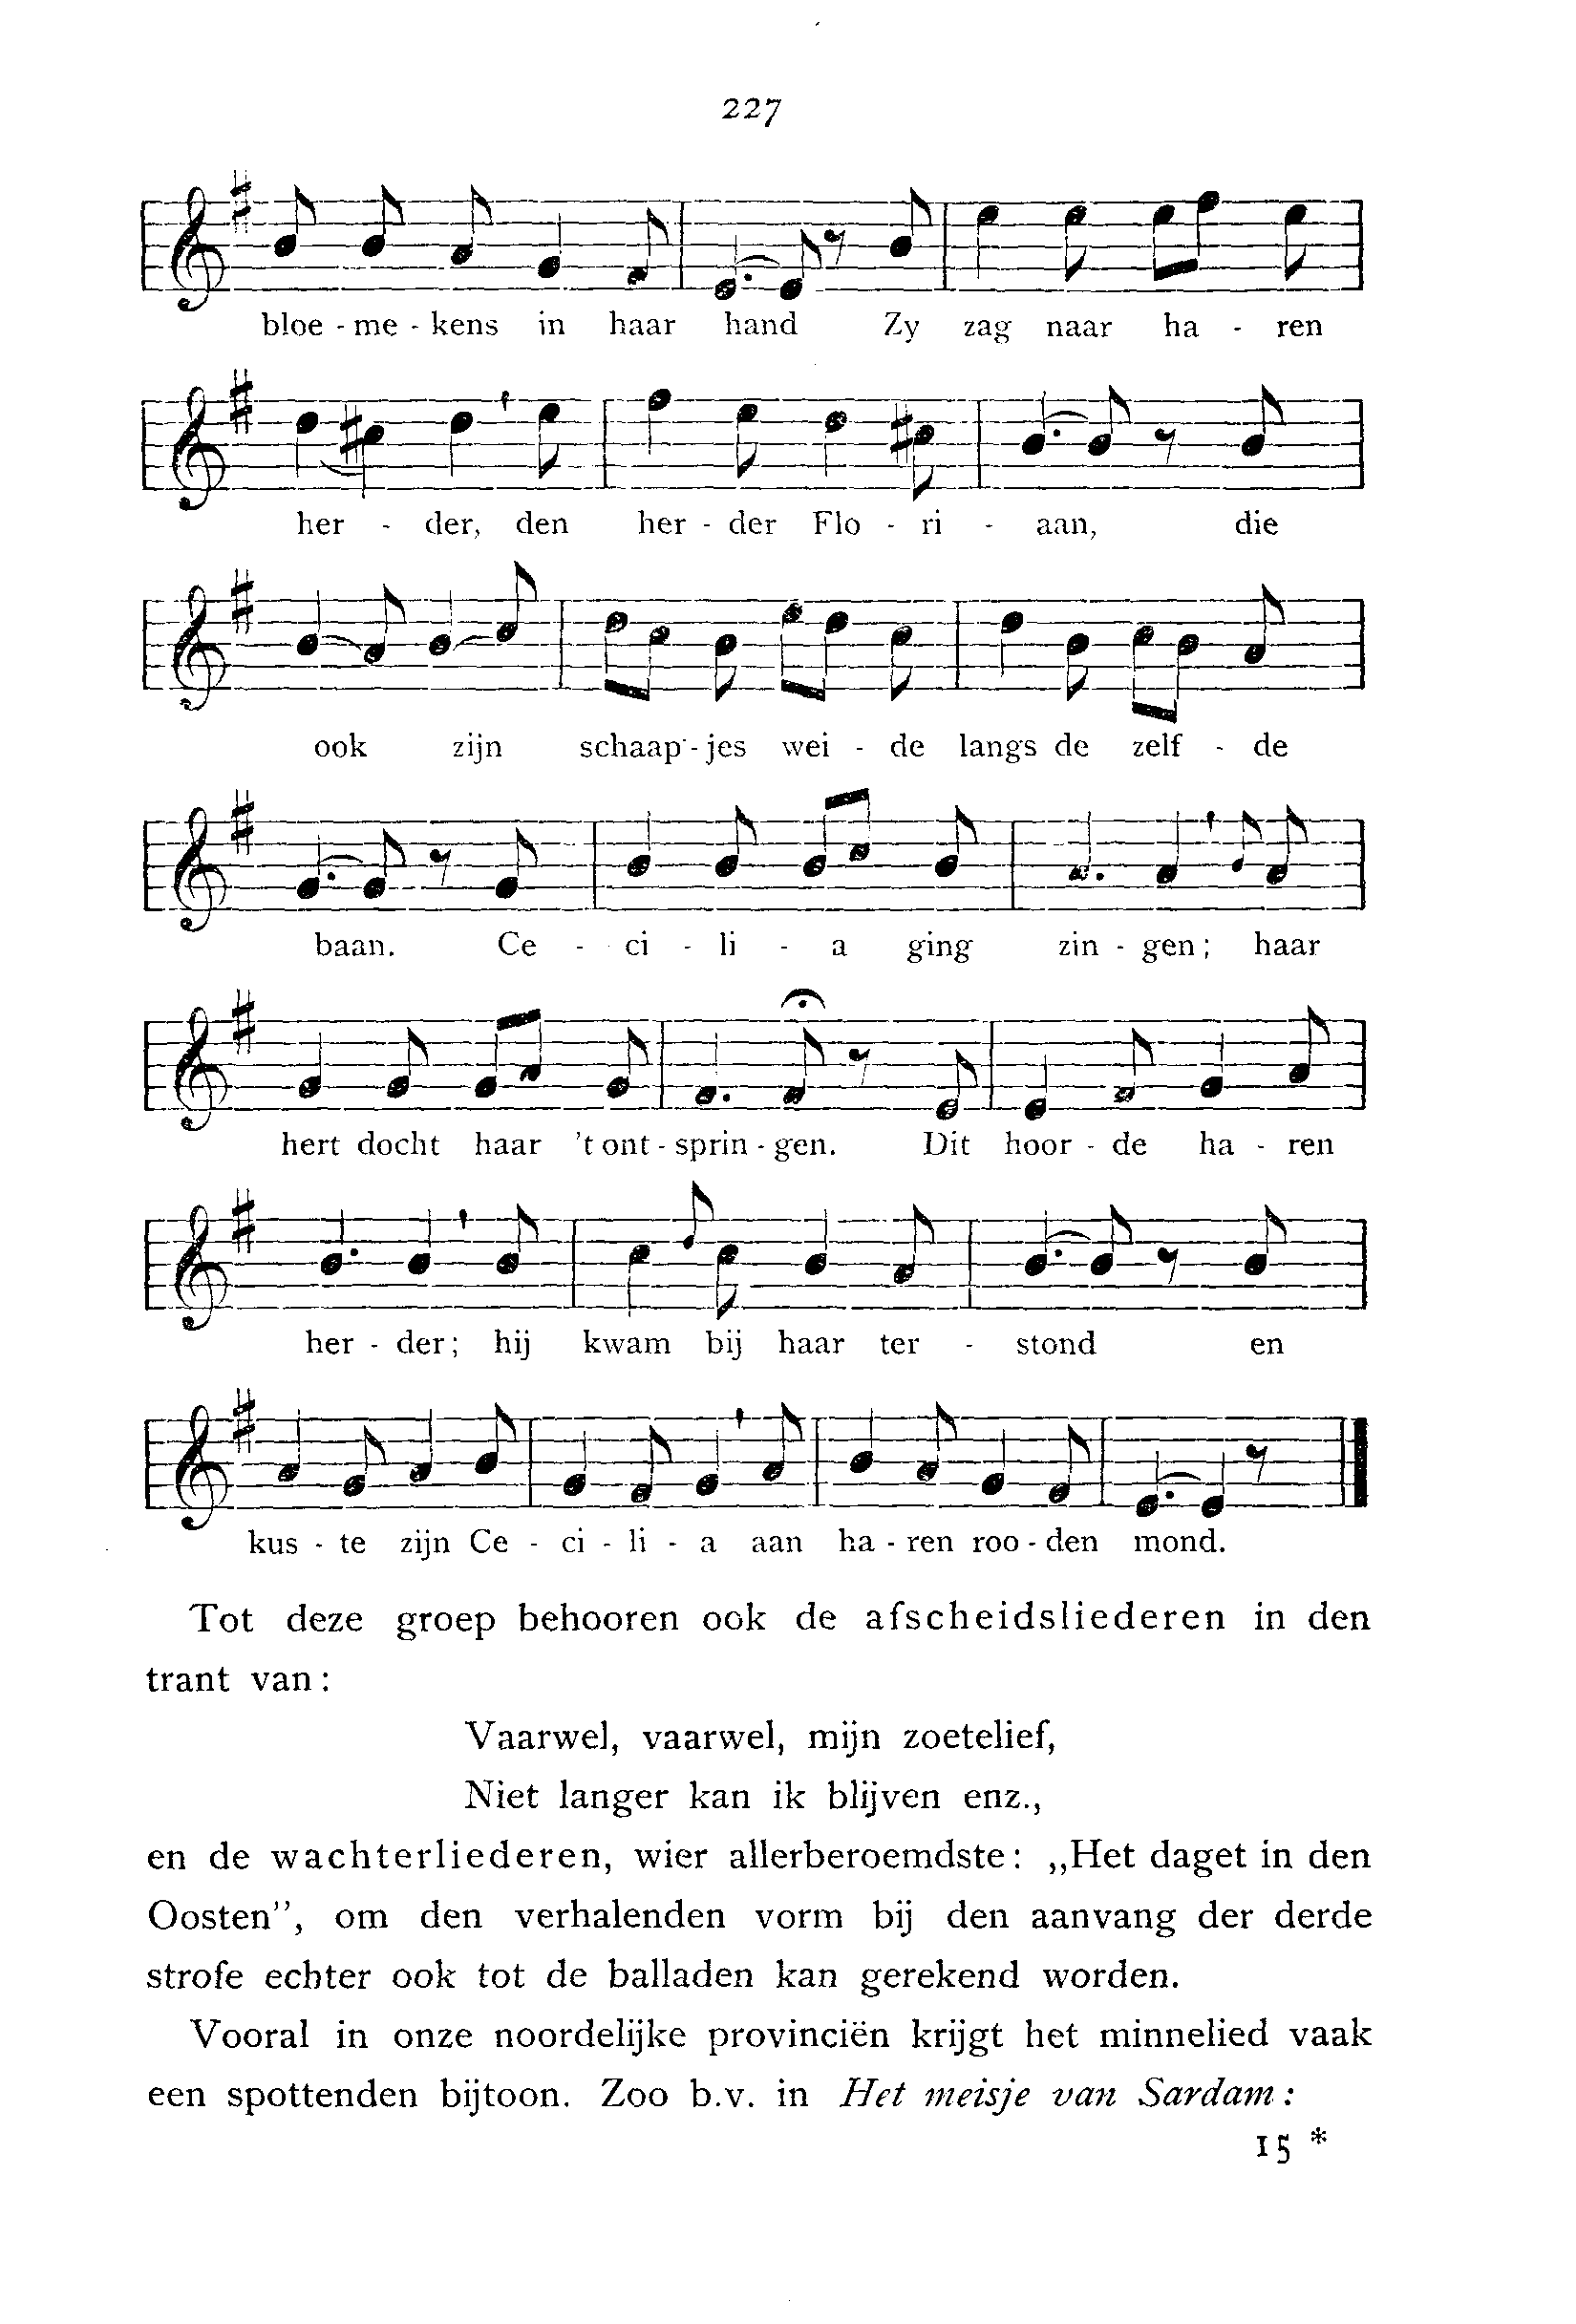 227
bloe - me - kens in haar hand Zy zag naar ha - ren
her - der, den her - der Flo - ri - aan, die
ook zijn schaap'- jes wei - de langs de zelf - de
baan. Ce - ci - li - a ging zin - gen; haar
hert docht haar 't ont - sprin - gen. Dit hoor - de ha - ren
her - der; hij kwam bij haar ter - stond en
kus - te zijn Ce - ci - li - a aan ha - ren roo - den mond.
Tot deze groep behooren ook de afscheidsliederen in den
trant van:
Vaarwel, vaarwel, mijn zoetelief,
Niet langer kan ik blijven enz.,
en de wachterliederen, wier allerberoemdste: „Het daget in den
Oosten”, om den verhalenden vorm bij den aanvang der derde
strofe echter ook tot de balladen kan gerekend worden.
Vooral in onze noordelijke provinciën krijgt het minnelied vaak
een spottenden bijtoon. Zoo b.v. in Het meisje van Sardam:
15 *